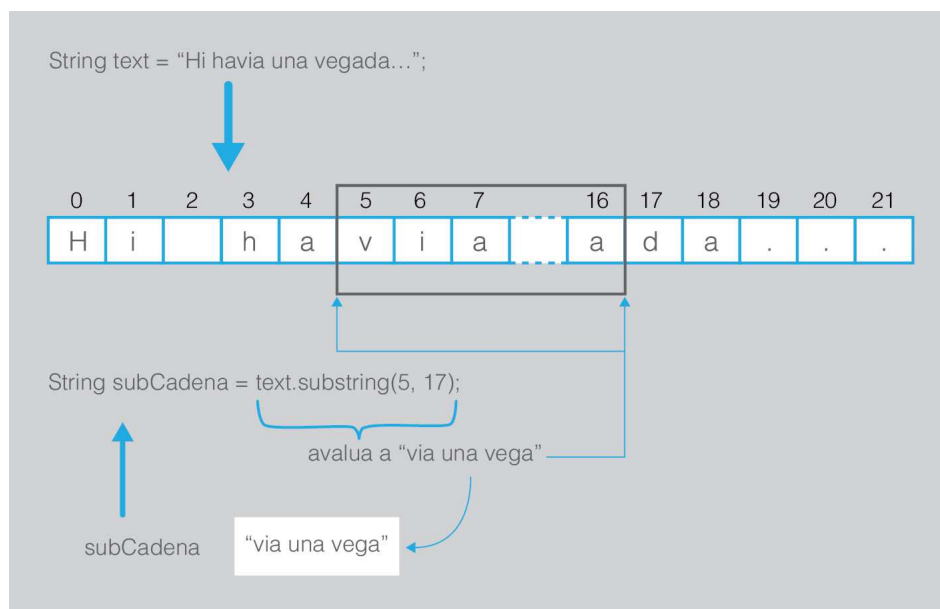 String text = “Hi havia una vegada...”;
0 1 2 3 4 5 6 7 16 17 18 19 20 21
H i h a v i a a d a . . .
String subCadena = text.substring(5, 17);
avalua a “via una vega”
subCadena “via una vega”